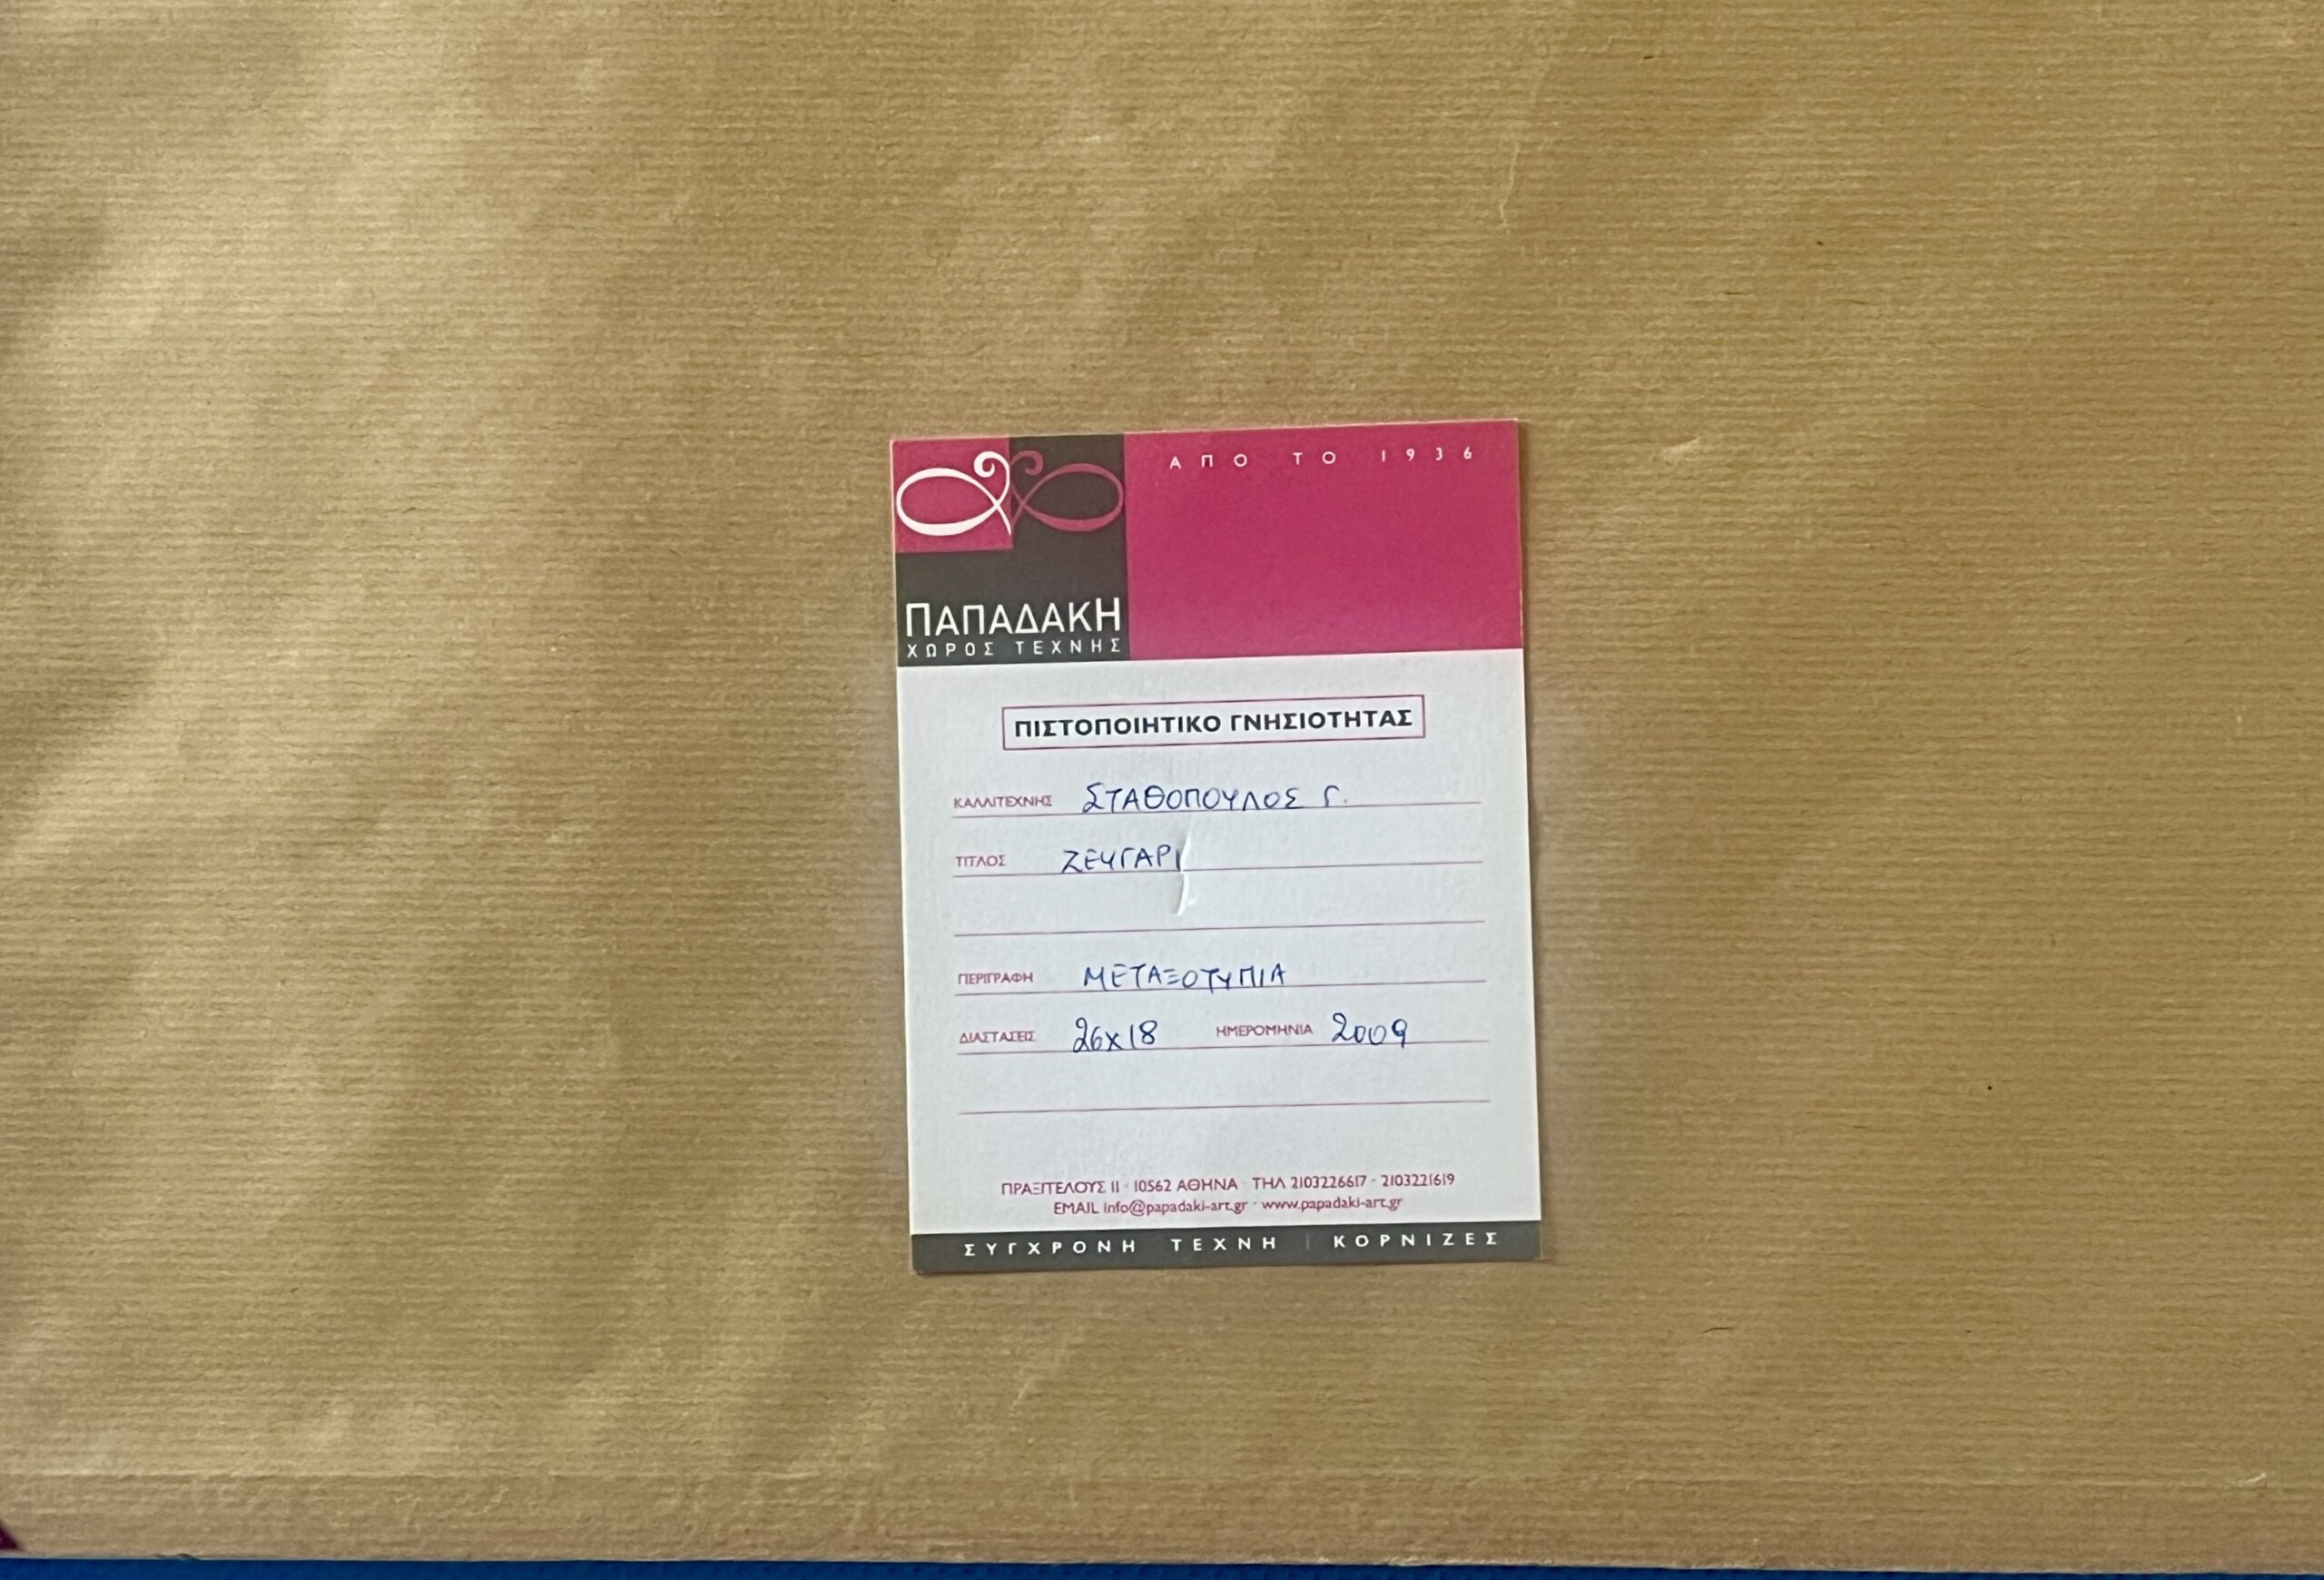 ΑΠΟ ΤΟ 1936
ΠΑΠΑΔΑΚΗ
ΧΩΡΟΣ ΤΕΧΝΗΣ
ΠΙΣΤΟΠΟΙΗΤΙΚΟ ΓΝΗΣΙΟΤΗΤΑΣ
ΚΑΛΛΙΤΕΧΝΗΣ ΣΤΑΘΟΠΟΥΛΟΣ Γ.
ΤΙΤΛΟΣ ΖΕΥΓΑΡΙ
ΠΕΡΙΓΡΑΦΗ ΜΕΤΑΞΟΤΥΠΙΑ
ΔΙΑΣΤΑΣΕΙΣ 26x18 ΗΜΕΡΟΜΗΝΙΑ 2009
ΠΡΑΞΙΤΕΛΟΥΣ 11 - 10562 ΑΘΗΝΑ - ΤΗΛ 2103226617 - 2103221619
EMAIL info@papadaki-art.gr - www.papadaki-art.gr
ΣΥΓΧΡΟΝΗ ΤΕΧΝΗ | ΚΟΡΝΙΖΕΣ